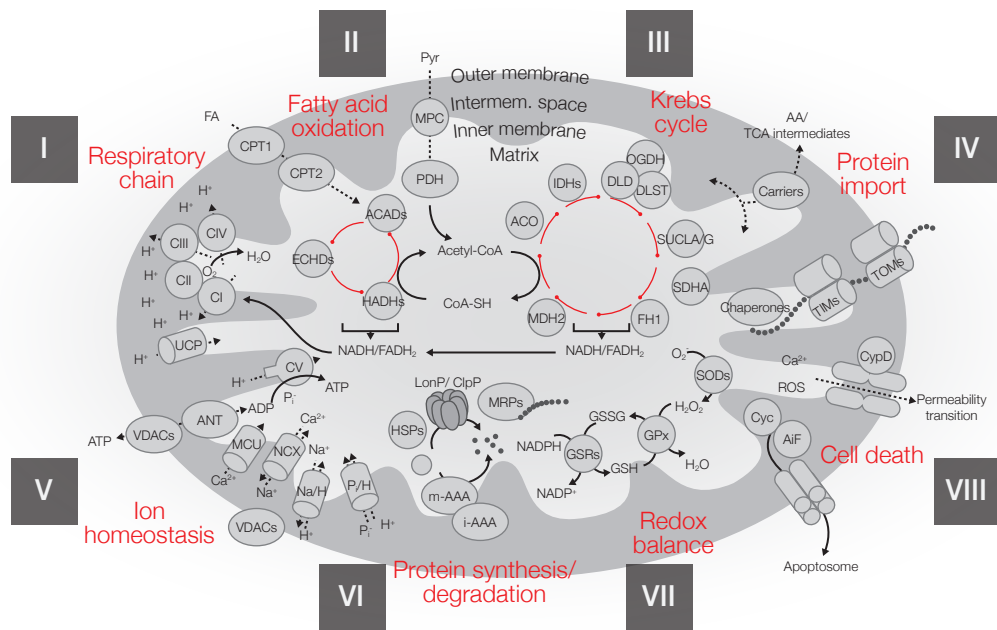 II
III
Pyr
Outer membrane
Fatty acid
oxidation
Intermem. space
Krebs
cycle
FA
MPC
Inner membrane
AA/
TCA intermediates
I
IV
CPT1
Matrix
OGDH
Respiratory
chain
Protein
import
CPT2
PDH
IDHs
DLD
DLST
Carriers
H⁺
H⁺
ACADs
ACO
CIV
CIII
SUCLA/G
H⁺
H⁺
H₂O
ECHDs
Acetyl-CoA
TOMs
O₂
CII
H⁺
CI
SDHA
TIMs
H⁺
HADHs
CoA-SH
Chaperones
MDH2
FH1
H⁺
UCP
NADH/FADH₂
NADH/FADH₂
O₂⁻
Ca²⁺
CypD
H⁺
CV
ATP
LonP/ ClpP
SODs
ROS
Pᵢ⁻
MRPs
Permeability
transition
ADP
H₂O₂
ANT
GSSG
Cyc
Ca²⁺
HSPs
ATP
VDACs
MCU
NCX
Na⁺
NADPH
GSRs
GPx
AiF
Cell death
GSH
H₂O
Ca²⁺
Na⁺
Na/H
P/H
m-AAA
NADP⁺
V
VIII
Ion
homeostasis
VDACs
H⁺
Pᵢ⁻
H⁺
i-AAA
Redox
balance
Apoptosome
Protein synthesis/
degradation
VI
VII